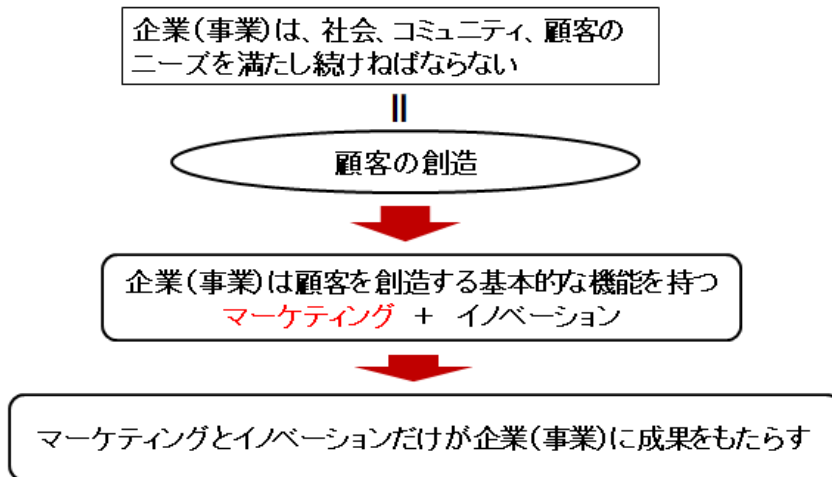 企業(事業)は、社会、コミュニティ、顧客の
ニーズを満たし続けねばならない
=
顧客の創造
企業(事業)は顧客を創造する基本的な機能を持つ
マーケティング + イノベーション
マーケティングとイノベーションだけが企業(事業)に成果をもたらす